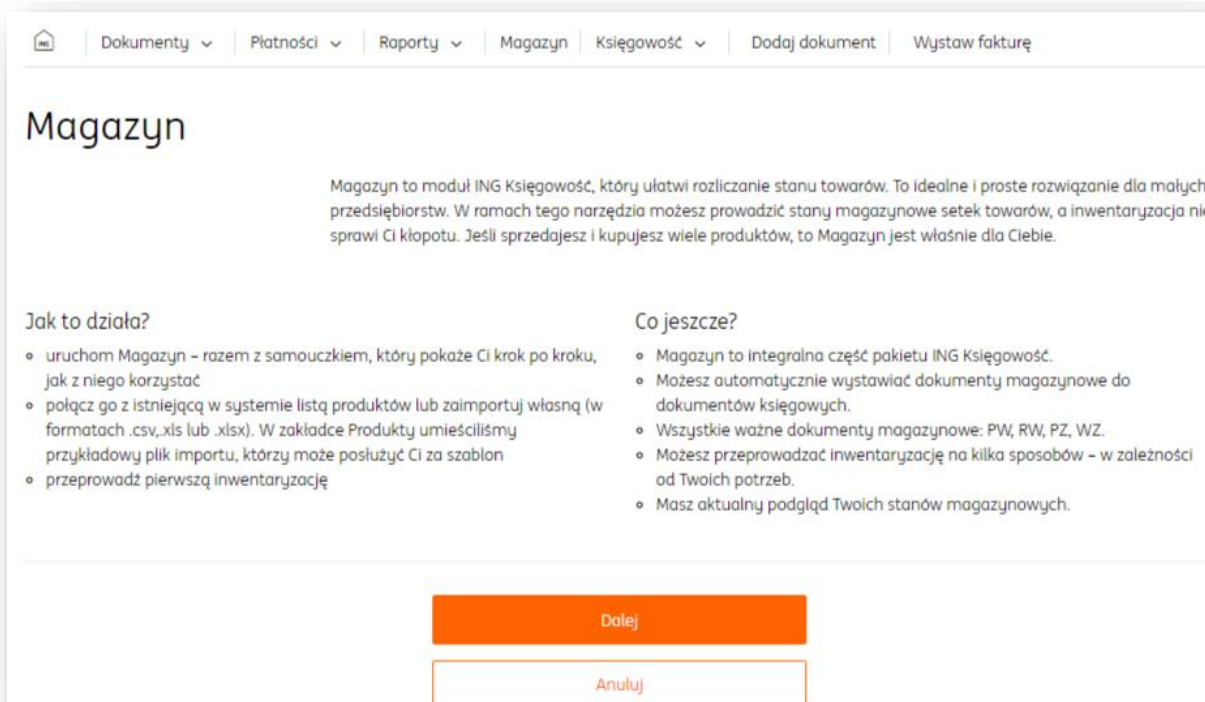 ING
Dokumenty
Płatności
Raporty
Magazyn
Księgowość
Dodaj dokument
Wystaw fakturę
Magazyn
Magazyn to moduł ING Księgowość, który ułatwi rozliczanie stanu towarów. To idealne i proste rozwiązanie dla małych
przedsiębiorstw. W ramach tego narzędzia możesz prowadzić stany magazynowe setek towarów, a inwentaryzacja nie
sprawi Ci kłopotu. Jeśli sprzedajesz i kupujesz wiele produktów, to Magazyn jest właśnie dla Ciebie.
Jak to działa?
uruchom Magazyn – razem z samouczkiem, który pokaże Ci krok po kroku,
jak z niego korzystać
połącz go z istniejącą w systemie listą produktów lub zaimportuj własną (w
formatach .csv,.xls lub .xlsx). W zakładce Produkty umieściliśmy
przykładowy plik importu, którzy może posłużyć Ci za szablon
przeprowadź pierwszą inwentaryzację
Co jeszcze?
Magazyn to integralna część pakietu ING Księgowość.
Możesz automatycznie wystawiać dokumenty magazynowe do
dokumentów księgowych.
Wszystkie ważne dokumenty magazynowe: PW, RW, PZ, WZ.
Możesz przeprowadzać inwentaryzację na kilka sposobów – w zależności
od Twoich potrzeb.
Masz aktualny podgląd Twoich stanów magazynowych.
Dalej
Anuluj